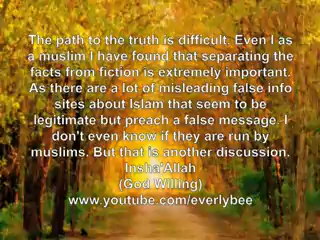 The path to the truth is difficult. Even I as
a muslim I have found that separating the
facts from fiction is extremely important.
As there are a lot of misleading false info
sites about Islam that seem to be
legitimate but preach a false message. I
don't even know if they are run by
muslims. But that is another discussion.
Insha'Allah
(God Willing)
www.youtube.com/everlybee